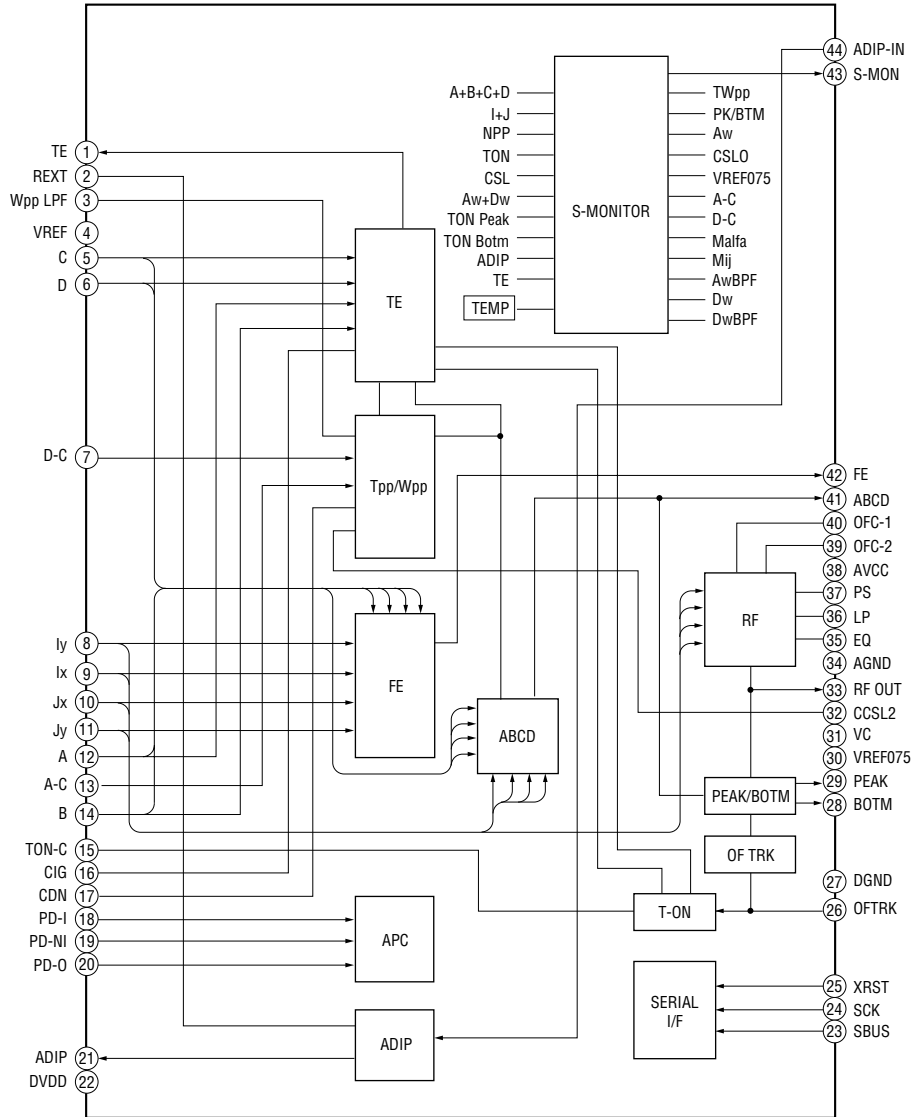 44 ADIP-IN
43 S-MON
A+B+C+D
I+J
NPP
TON
CSL
Aw+Dw
TON Peak
TON Botm
ADIP
TE
TEMP
S-MONITOR
TWpp
PK/BTM
Aw
CSLO
VREF075
A-C
D-C
Malfa
Mij
AwBPF
Dw
DwBPF
TE 1
REXT 2
Wpp LPF 3
VREF 4
C 5
D 6
D-C 7
Iy 8
Ix 9
Jx 10
Jy 11
A 12
A-C 13
B 14
TON-C 15
CIG 16
CDN 17
PD-I 18
PD-NI 19
PD-O 20
ADIP 21
DVDD 22
TE
Tpp/Wpp
FE
ABCD
RF
PEAK/BOTM
OF TRK
T-ON
APC
ADIP
SERIAL
I/F
42 FE
41 ABCD
40 OFC-1
39 OFC-2
38 AVCC
37 PS
36 LP
35 EQ
34 AGND
33 RF OUT
32 CCSL2
31 VC
30 VREF075
29 PEAK
28 BOTM
27 DGND
26 OFTRK
25 XRST
24 SCK
23 SBUS